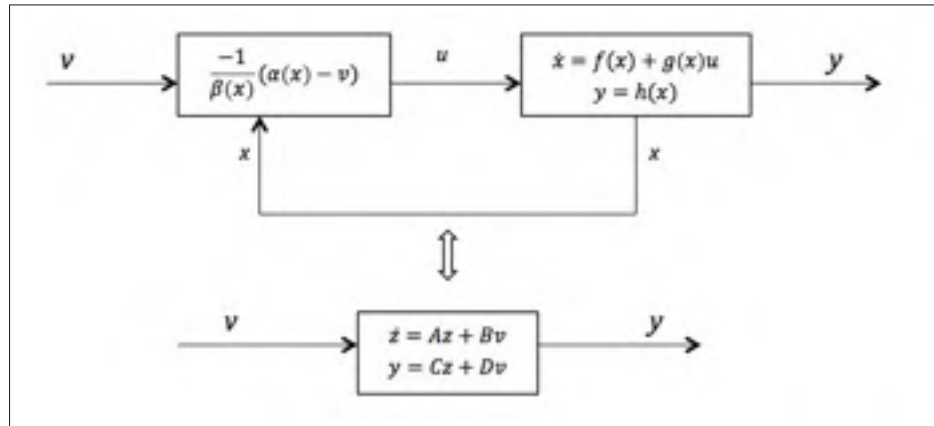 v
-1/β(x) (α(x) − v)
u
ẋ = f(x) + g(x)u
y = h(x)
y
x
x
v
ż = Az + Bv
y = Cz + Dv
y